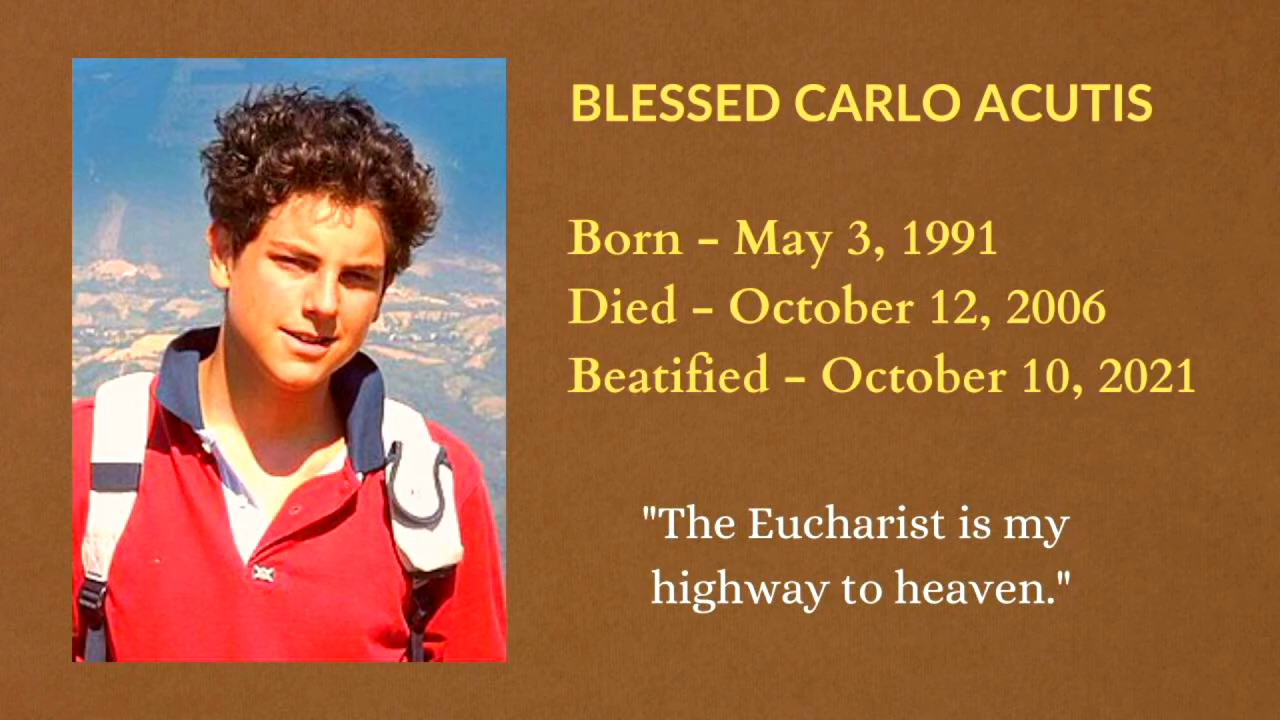 BLESSED CARLO ACUTIS
Born – May 3, 1991
Died – October 12, 2006
Beatified – October 10, 2021
"The Eucharist is my
highway to heaven."